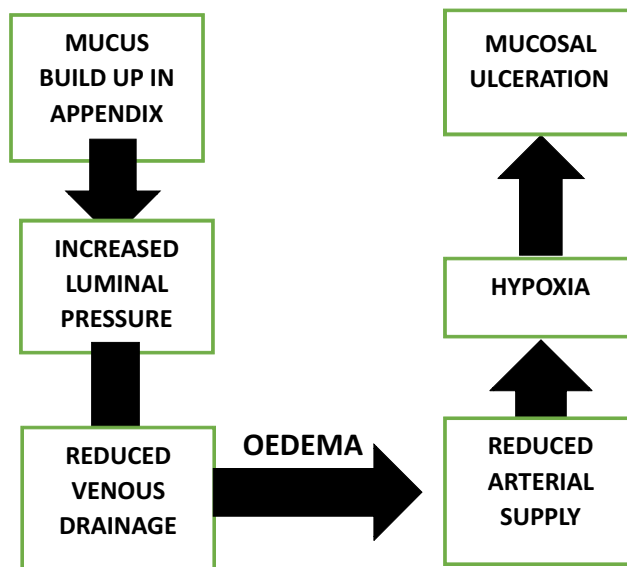 MUCUS
BUILD UP IN
APPENDIX
INCREASED
LUMINAL
PRESSURE
REDUCED
VENOUS
DRAINAGE
OEDEMA
REDUCED
ARTERIAL
SUPPLY
HYPOXIA
MUCOSAL
ULCERATION